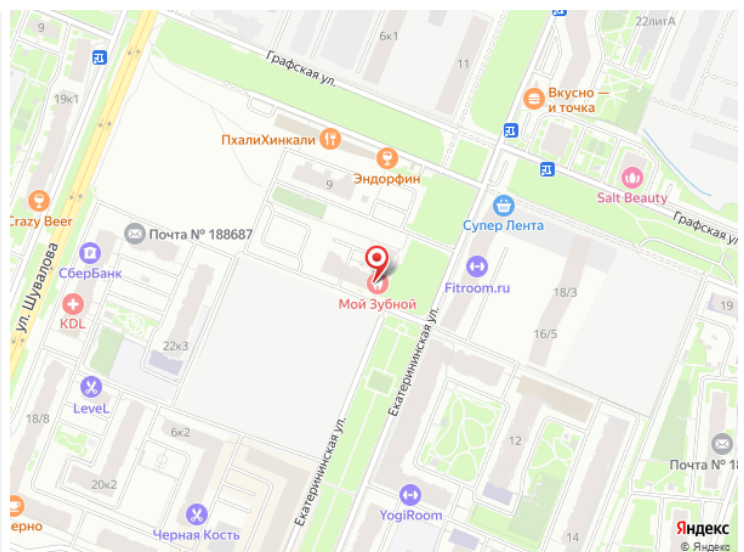 22литА
6к1
9
Графская ул.
11
Вкусно —
и точка
19к1
ПхалиХинкали
Эндорфин
9
Salt Beauty
Crazy Beer
Супер Лента
Графская ул.
Почта № 188687
ул. Шувалова
СберБанк
Fitroom.ru
18/3
KDL
Мой Зубной
19
16/5
22к3
Екатерининская ул.
LeveL
18/8
Екатерининская ул.
6к2
12
Почта № 18
20к2
YogiRoom
ерно
Черная Кость
14
Яндекс
© Яндекс